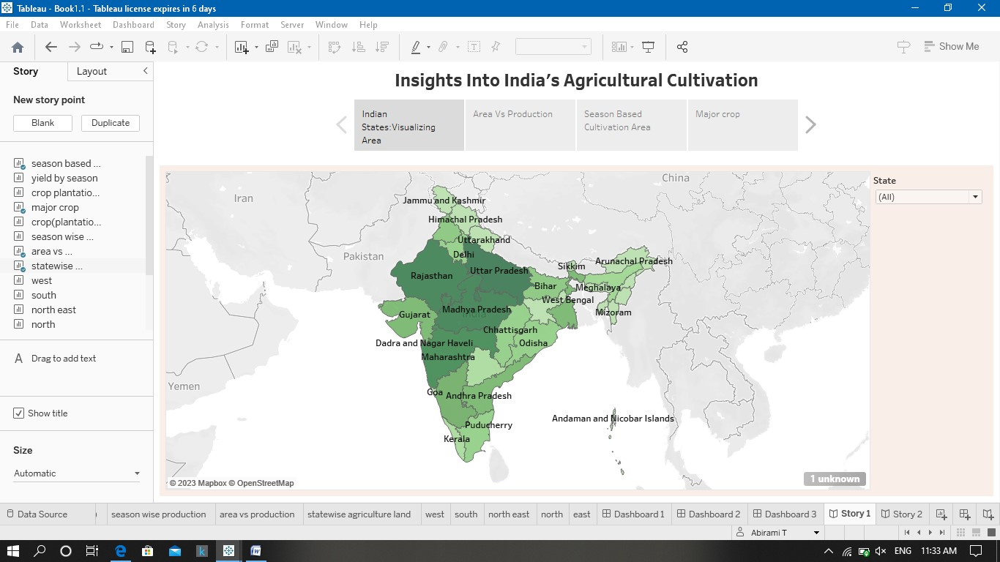 Tableau - Book1.1 - Tableau license expires in 6 days
File Data Worksheet Dashboard Story Analysis Format Server Window Help
Show Me
Story Layout
New story point
Blank Duplicate
season based ...
yield by season
crop plantatio...
major crop
crop(plantatio...
season wise ...
area vs ...
statewise ...
west
south
north east
north
A Drag to add text
Show title
Size
Automatic
Insights Into India’s Agricultural Cultivation
Indian
States:Visualizing
Area
Area Vs Production
Season Based
Cultivation Area
Major crop
China
Iran
Jammu and Kashmir
Himachal Pradesh
Uttarakhand
Pakistan
Delhi
Arunachal Pradesh
Sikkim
Uttar Pradesh
Rajasthan
Bihar
Meghalaya
West Bengal
Madhya Pradesh
India
Mizoram
Gujarat
Chhattisgarh
Dadra and Nagar Haveli
Odisha
Maharashtra
Yemen
Goa
Andhra Pradesh
Andaman and Nicobar Islands
Puducherry
Kerala
© 2023 Mapbox © OpenStreetMap
1 unknown
State
(All)
Data Source season wise production area vs production statewise agriculture land west south north east north east Dashboard 1 Dashboard 2 Dashboard 3 Story 1 Story 2
Abirami T
ENG 11:33 AM